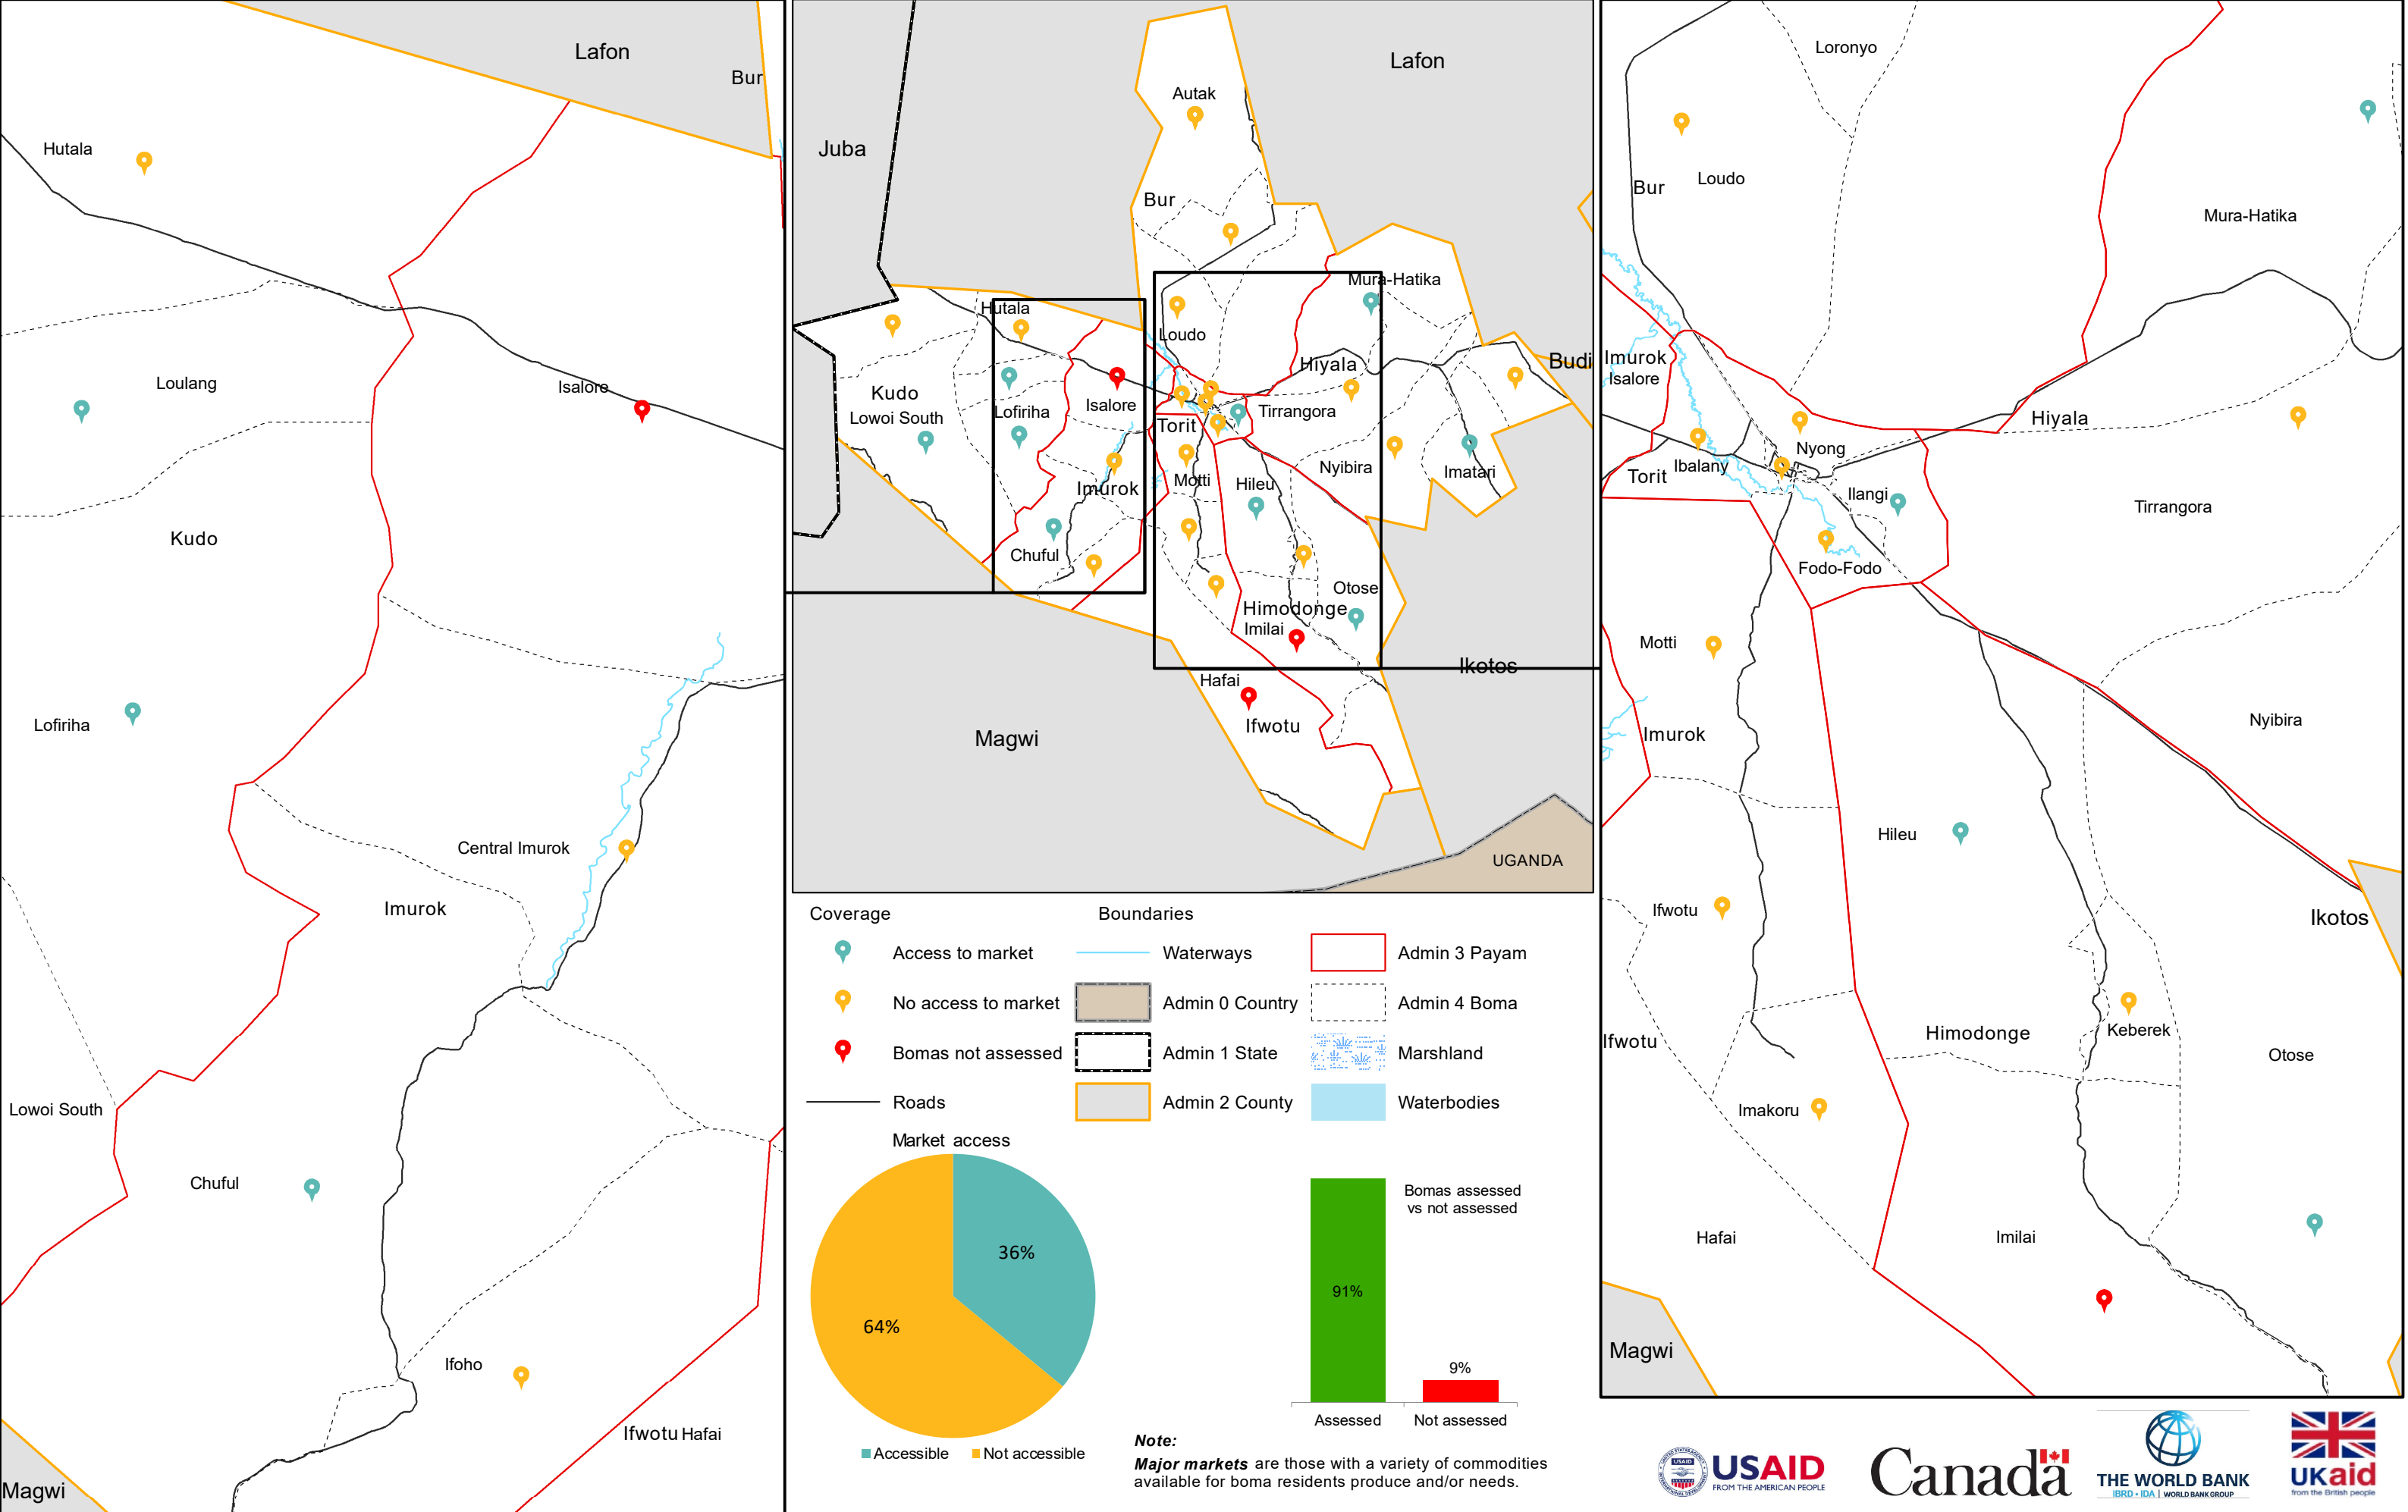 Lafon
Bur
Hutala
Loulang
Isalore
Kudo
Lofiriha
Central Imurok
Imurok
Lowoi South
Chuful
Ifoho
Ifwotu Hafai
Magwi
Lafon
Autak
Juba
Bur
Mura-Hatika
Hutala
Loudo
Budi
Hiyala
Kudo
Lowoi South
Lofiriha
Isalore
Tirrangora
Torit
Nyibira
Imatari
Motti
Hileu
Imurok
Chuful
Otose
Himodonge
Imilai
Ikotos
Hafai
Ifwotu
Magwi
UGANDA
Loronyo
Bur
Loudo
Mura-Hatika
Imurok
Isalore
Hiyala
Nyong
Torit
Ibalany
Ilangi
Tirrangora
Fodo-Fodo
Motti
Nyibira
Imurok
Hileu
Ifwotu
Ikotos
Keberek
Himodonge
Ifwotu
Otose
Imakoru
Hafai
Imilai
Magwi
Coverage
Access to market
No access to market
Bomas not assessed
Roads
Boundaries
Waterways
Admin 0 Country
Admin 1 State
Admin 2 County
Admin 3 Payam
Admin 4 Boma
Marshland
Waterbodies
Market access
36%
64%
Accessible
Not accessible
Bomas assessed
vs not assessed
91%
9%
Assessed
Not assessed
Note:
Major markets are those with a variety of commodities
available for boma residents produce and/or needs.
USAID
USAID
FROM THE AMERICAN PEOPLE
Canada
THE WORLD BANK
IBRD • IDA | WORLD BANK GROUP
UKaid
from the British people